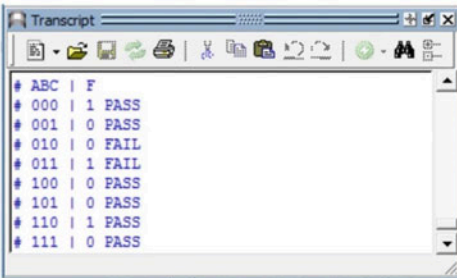 Transcript
# ABC | F
# 000 | 1 PASS
# 001 | 0 PASS
# 010 | 0 FAIL
# 011 | 1 FAIL
# 100 | 0 PASS
# 101 | 0 PASS
# 110 | 1 PASS
# 111 | 0 PASS